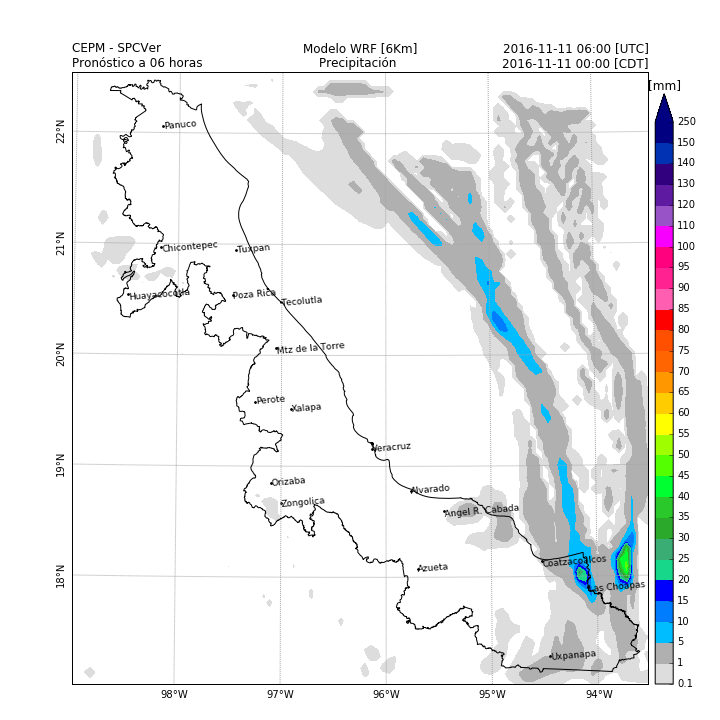 CEPM - SPCVer
Modelo WRF [6Km]
2016-11-11 06:00 [UTC]
Pronóstico a 06 horas
Precipitación
2016-11-11 00:00 [CDT]
[mm]
250
150
140
130
120
110
100
95
90
85
80
75
70
65
60
55
50
45
40
35
30
25
20
15
10
5
1
0.1
22°N
21°N
20°N
19°N
18°N
98°W
97°W
96°W
95°W
94°W
Panuco
Chicontepec
Tuxpan
Huayacocotla
Poza Rica
Tecolutla
Mtz de la Torre
Perote
Xalapa
Veracruz
Orizaba
Alvarado
Zongolica
Angel R. Cabada
Azueta
Coatzacoalcos
Las Choapas
Uxpanapa